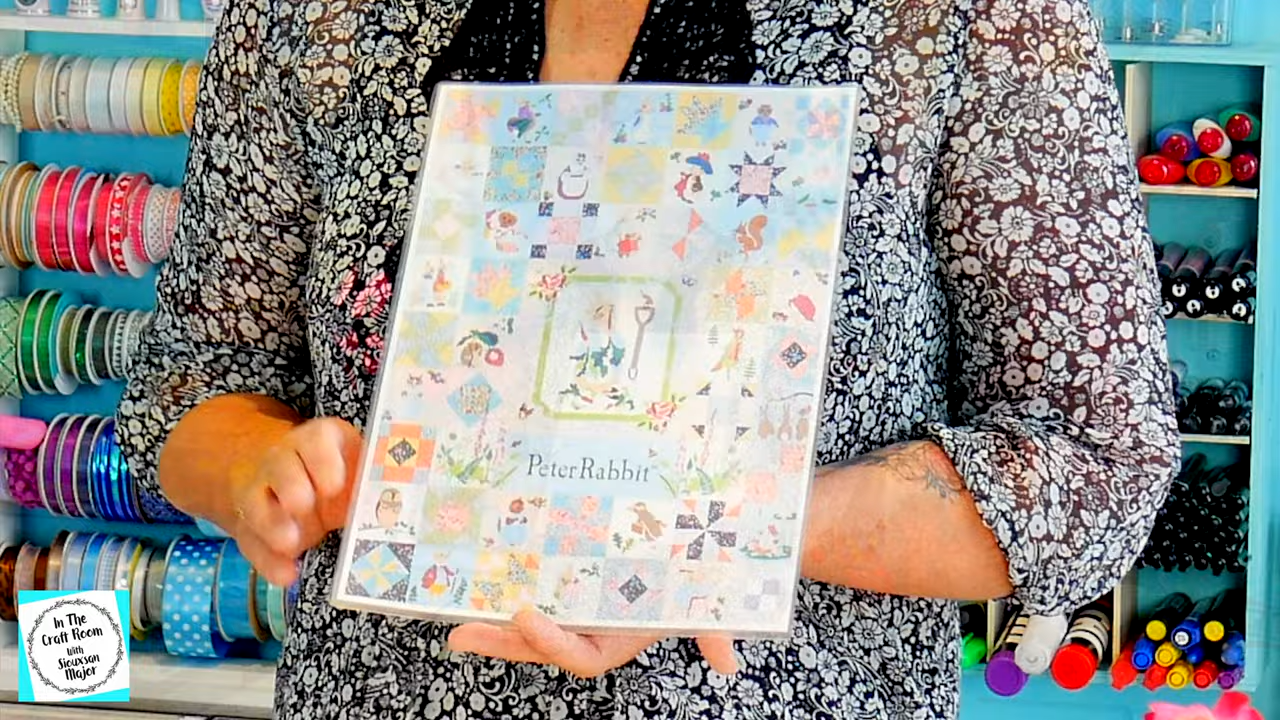 PeterRabbit
In The
Craft Room
With
Siouxsan
Major